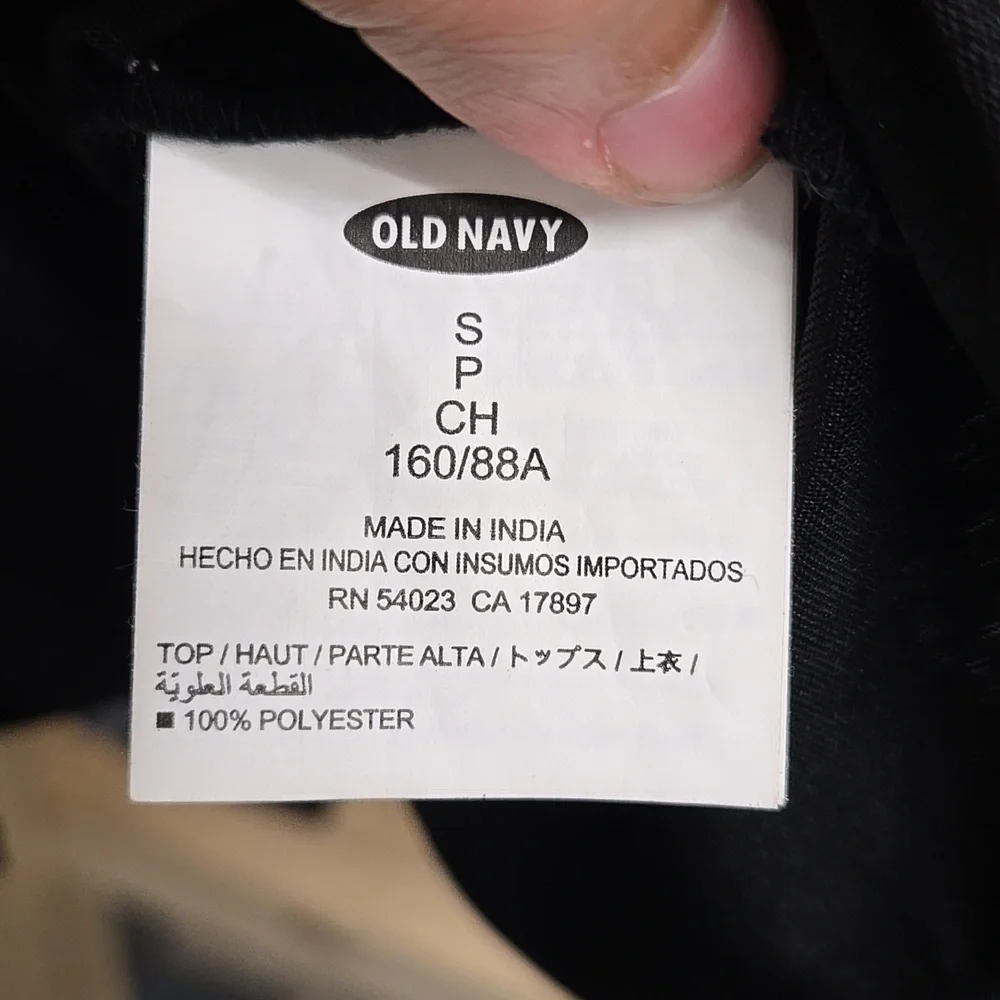 OLD NAVY
S
P
CH
160/88A
MADE IN INDIA
HECHO EN INDIA CON INSUMOS IMPORTADOS
RN 54023 CA 17897
TOP / HAUT / PARTE ALTA / トップス / 上衣 /
القطعة العلويّة
■ 100% POLYESTER